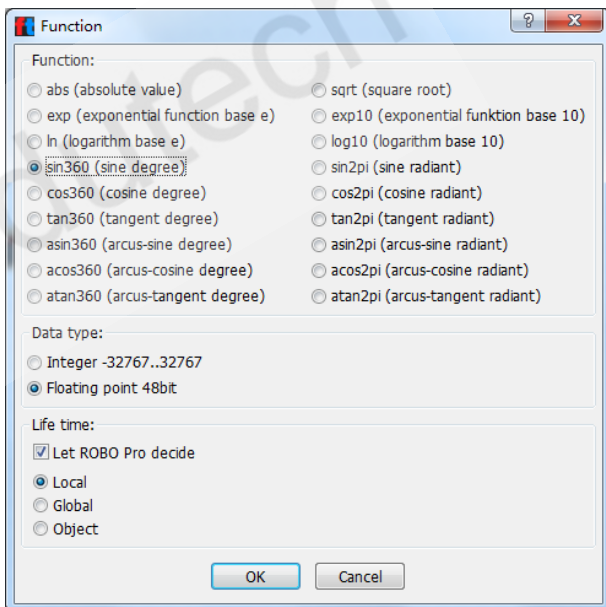 Function
Function:
abs (absolute value)
sqrt (square root)
exp (exponential function base e)
exp10 (exponential funktion base 10)
ln (logarithm base e)
log10 (logarithm base 10)
sin360 (sine degree)
sin2pi (sine radiant)
cos360 (cosine degree)
cos2pi (cosine radiant)
tan360 (tangent degree)
tan2pi (tangent radiant)
asin360 (arcus-sine degree)
asin2pi (arcus-sine radiant)
acos360 (arcus-cosine degree)
acos2pi (arcus-cosine radiant)
atan360 (arcus-tangent degree)
atan2pi (arcus-tangent radiant)
Data type:
Integer -32767..32767
Floating point 48bit
Life time:
Let ROBO Pro decide
Local
Global
Object
OK
Cancel